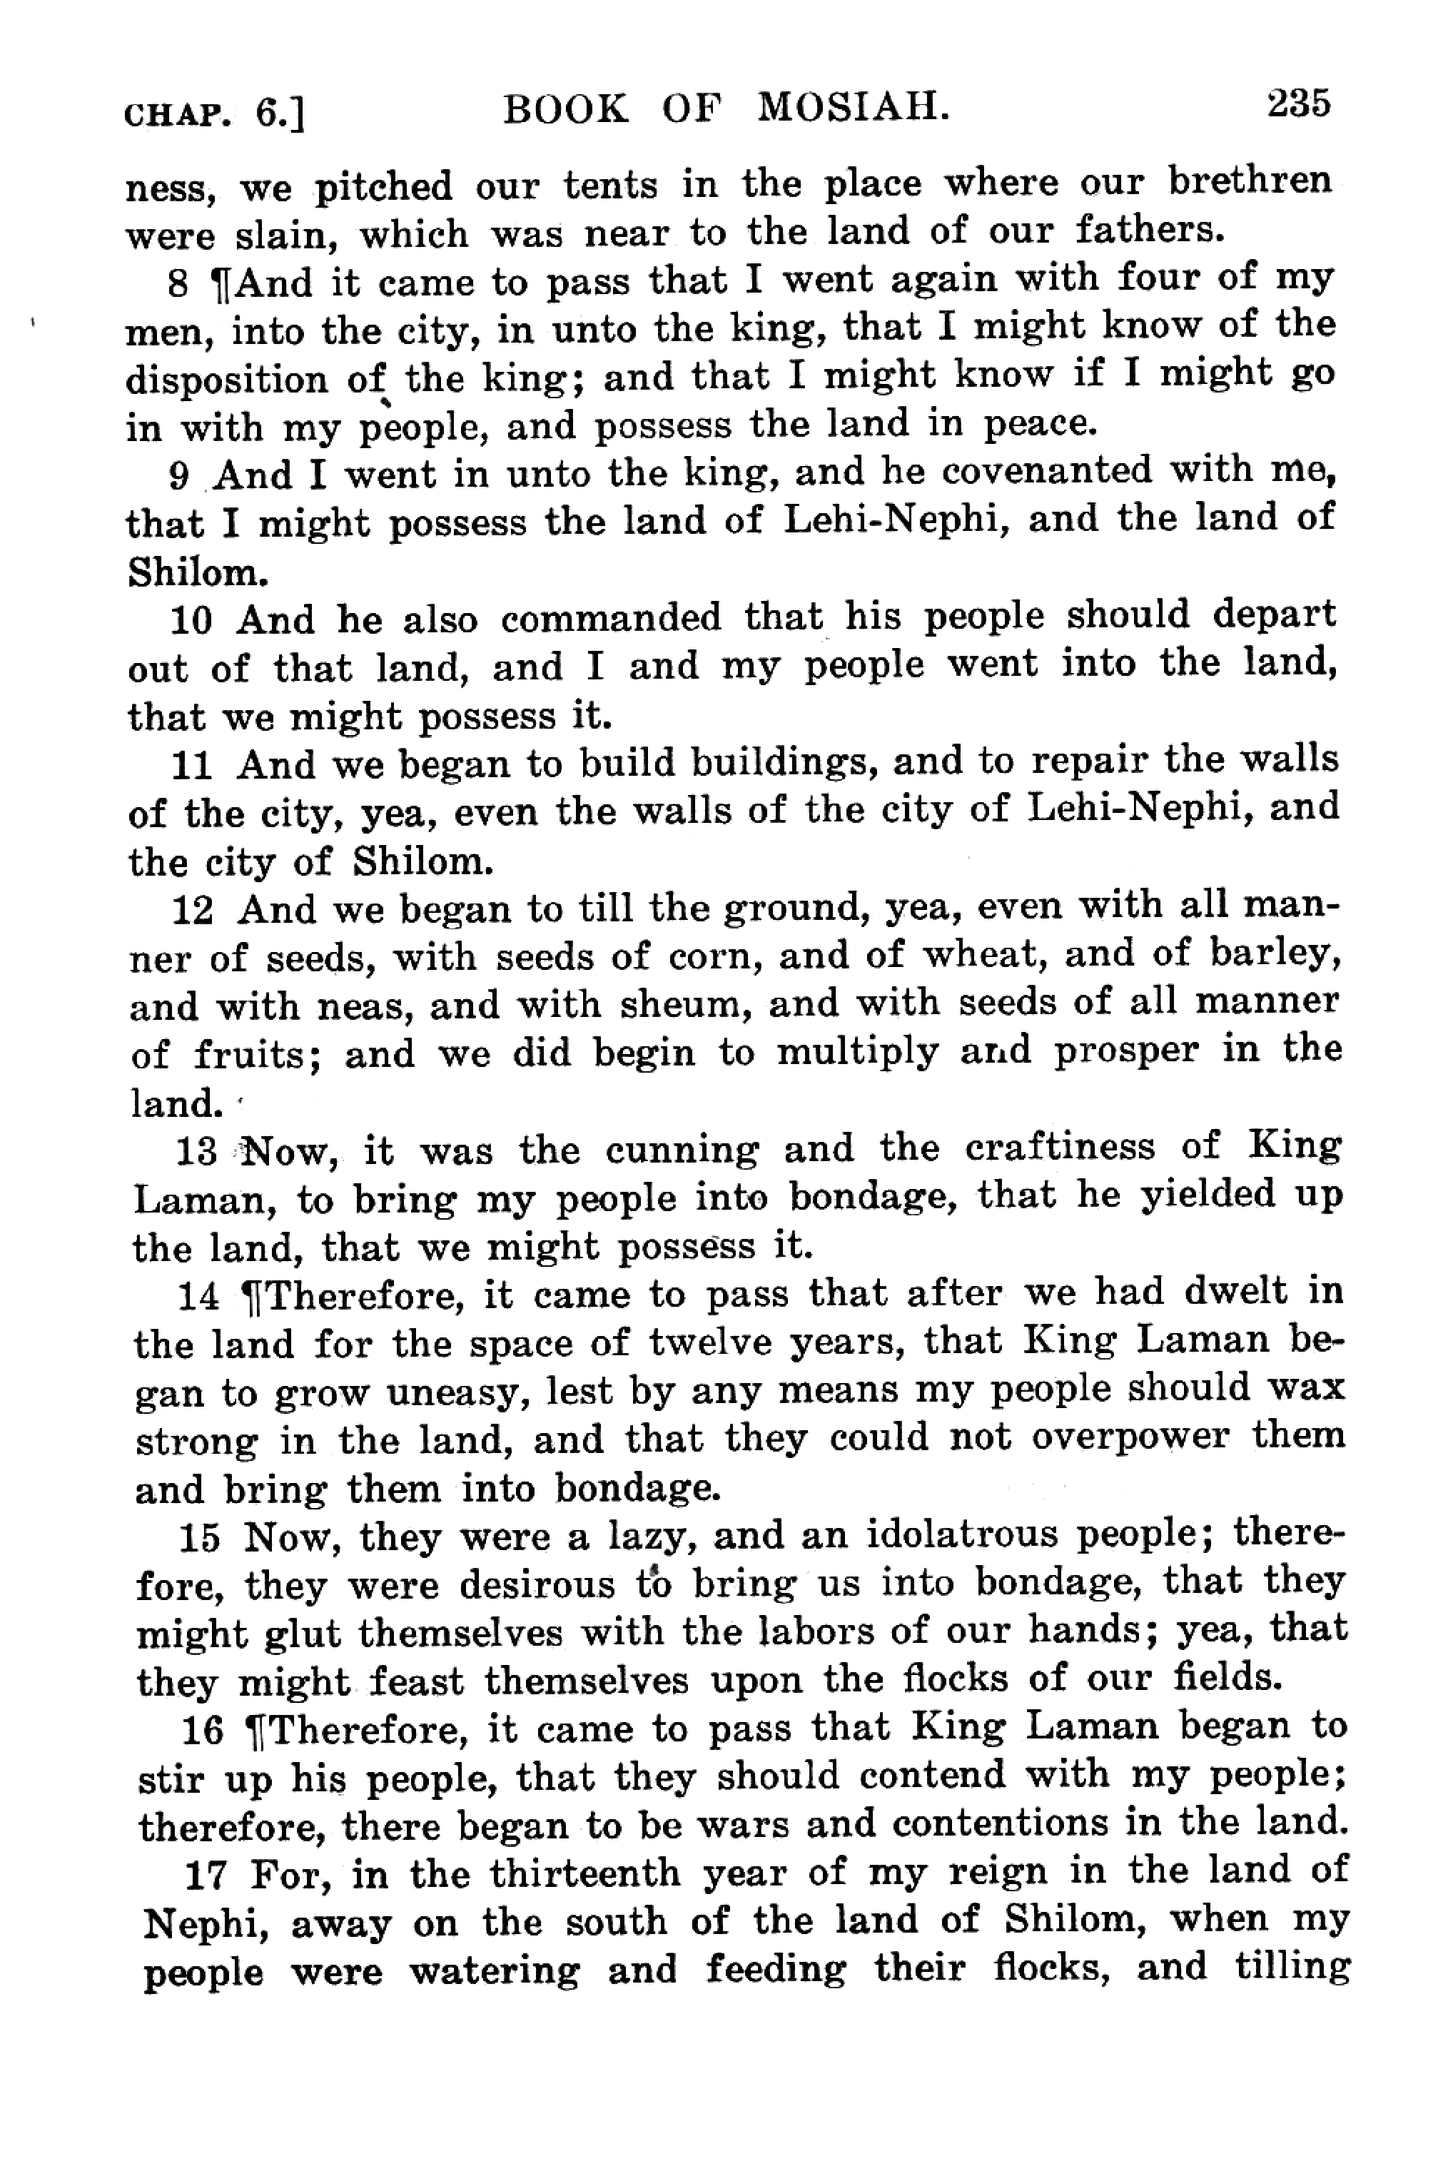 CHAP. 6.] BOOK OF MOSIAH. 235
ness, we pitched our tents in the place where our brethren
were slain, which was near to the land of our fathers.
8 ¶And it came to pass that I went again with four of my
men, into the city, in unto the king, that I might know of the
disposition of the king; and that I might know if I might go
in with my people, and possess the land in peace.
9 And I went in unto the king, and he covenanted with me,
that I might possess the land of Lehi-Nephi, and the land of
Shilom.
10 And he also commanded that his people should depart
out of that land, and I and my people went into the land,
that we might possess it.
11 And we began to build buildings, and to repair the walls
of the city, yea, even the walls of the city of Lehi-Nephi, and
the city of Shilom.
12 And we began to till the ground, yea, even with all man-
ner of seeds, with seeds of corn, and of wheat, and of barley,
and with neas, and with sheum, and with seeds of all manner
of fruits; and we did begin to multiply and prosper in the
land.
13 Now, it was the cunning and the craftiness of King
Laman, to bring my people into bondage, that he yielded up
the land, that we might possess it.
14 ¶Therefore, it came to pass that after we had dwelt in
the land for the space of twelve years, that King Laman be-
gan to grow uneasy, lest by any means my people should wax
strong in the land, and that they could not overpower them
and bring them into bondage.
15 Now, they were a lazy, and an idolatrous people; there-
fore, they were desirous to bring us into bondage, that they
might glut themselves with the labors of our hands; yea, that
they might feast themselves upon the flocks of our fields.
16 ¶Therefore, it came to pass that King Laman began to
stir up his people, that they should contend with my people;
therefore, there began to be wars and contentions in the land.
17 For, in the thirteenth year of my reign in the land of
Nephi, away on the south of the land of Shilom, when my
people were watering and feeding their flocks, and tilling